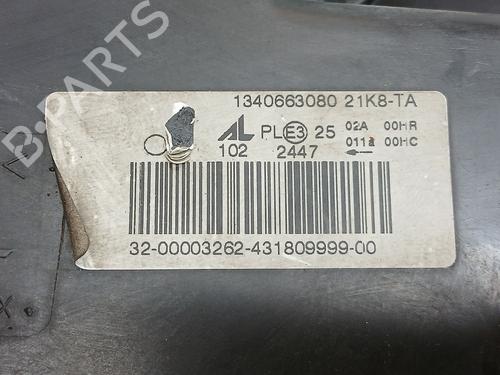 B-PARTS
1340663080 21K8-TA
AL PL E3 25 02A 00HR
102 2447 011a 00HC
32-00003262-431809999-00